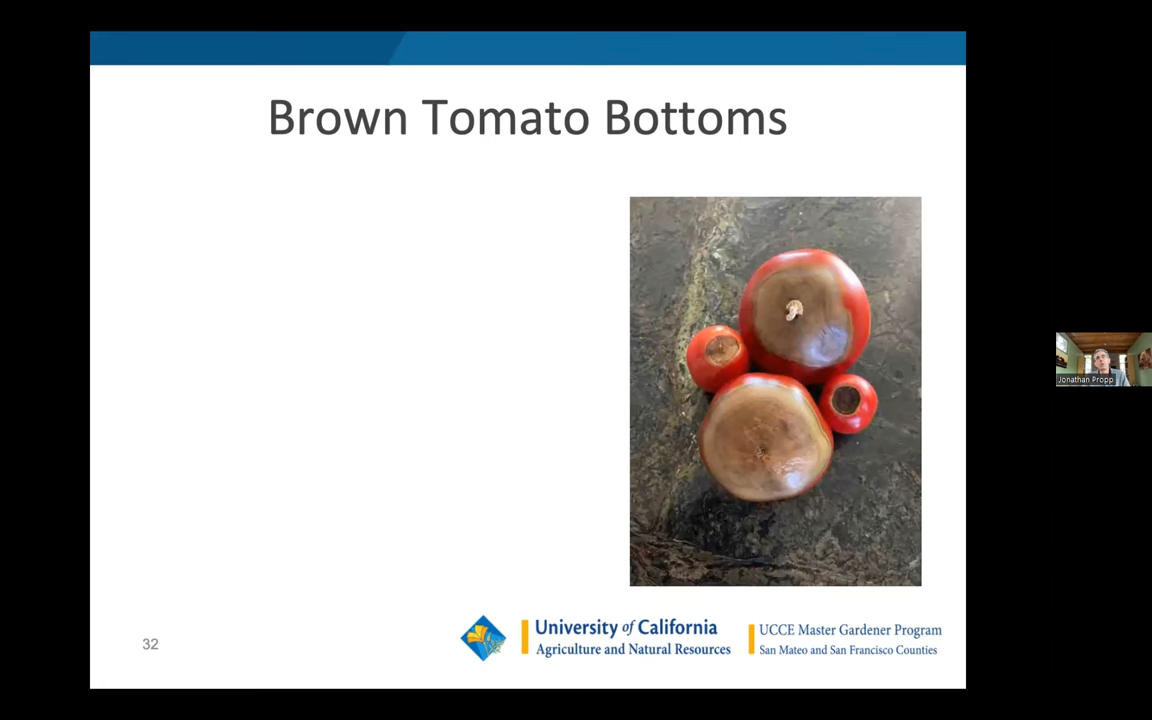 Brown Tomato Bottoms
Jonathan Propp
32
University of California
Agriculture and Natural Resources
UCCE Master Gardener Program
San Mateo and San Francisco Counties